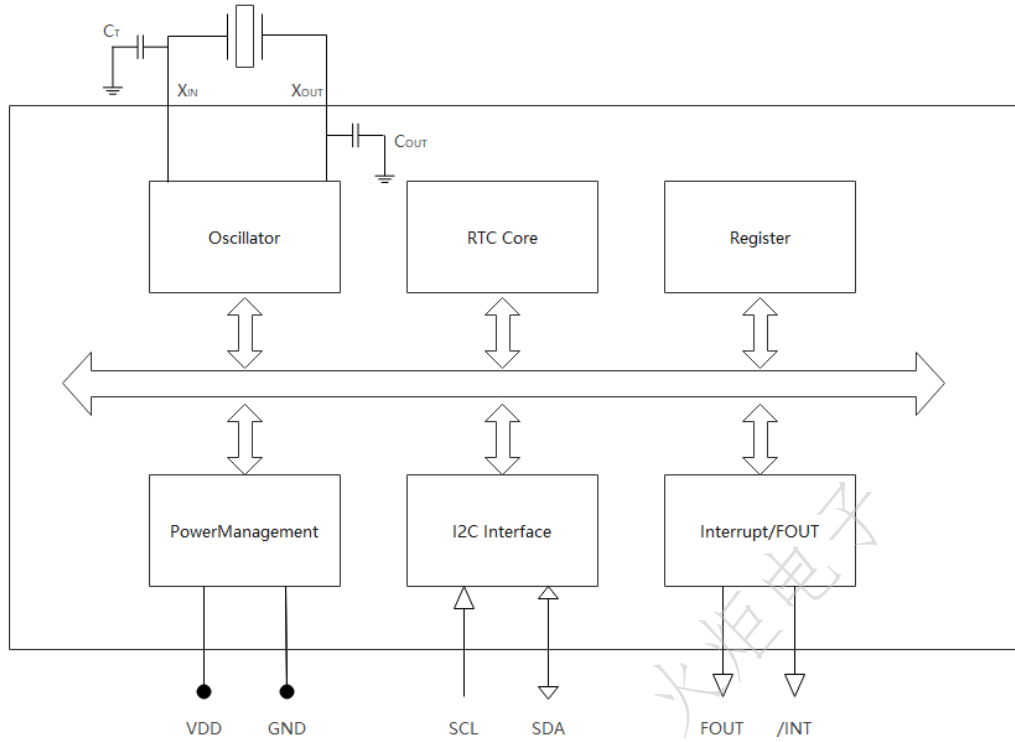 CT
XIN
XOUT
COUT
Oscillator
RTC Core
Register
PowerManagement
I2C Interface
Interrupt/FOUT
VDD
GND
SCL
SDA
FOUT
/INT
火炬电子